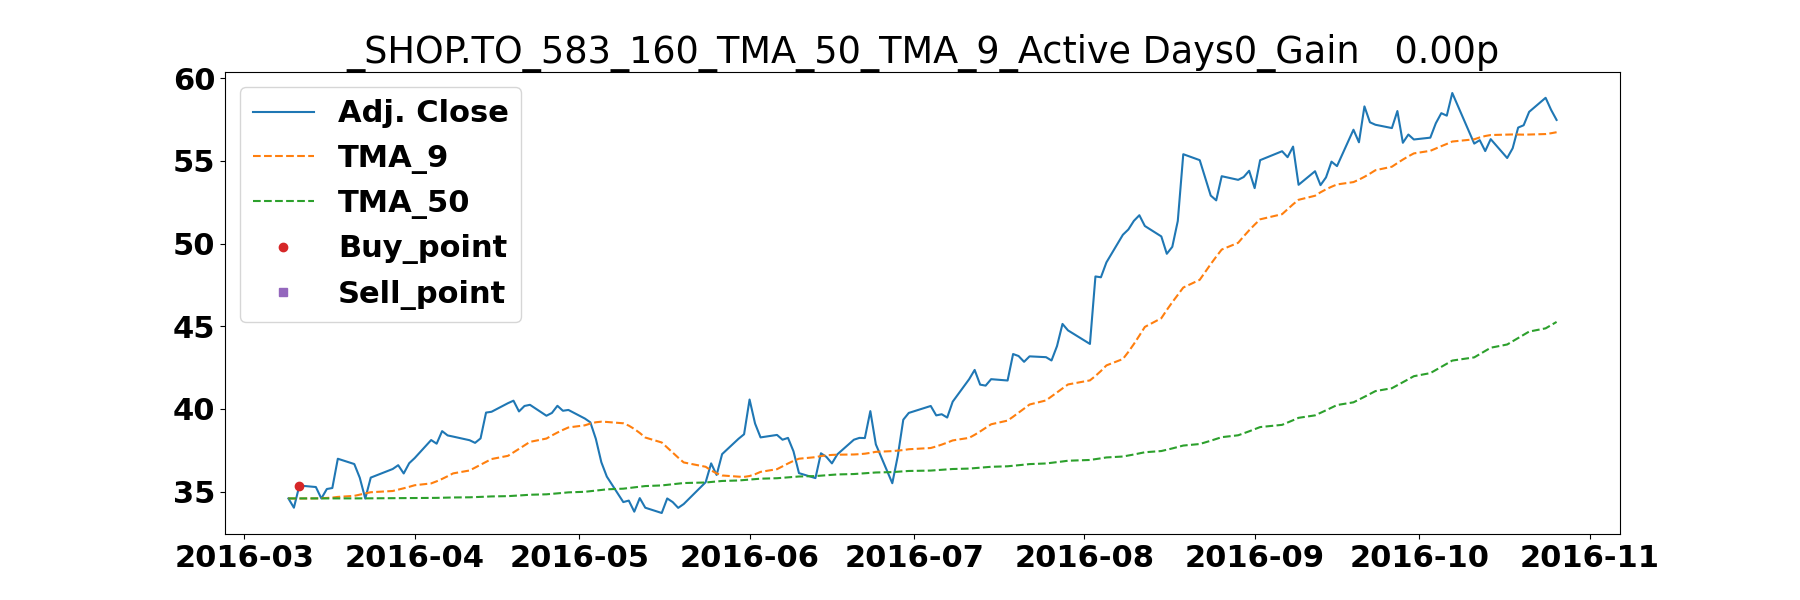 _SHOP.TO_583_160_TMA_50_TMA_9_Active Days0_Gain   0.00p
60
55
50
45
40
35
Adj. Close
TMA_9
TMA_50
Buy_point
Sell_point
2016-03 2016-04 2016-05 2016-06 2016-07 2016-08 2016-09 2016-10 2016-11